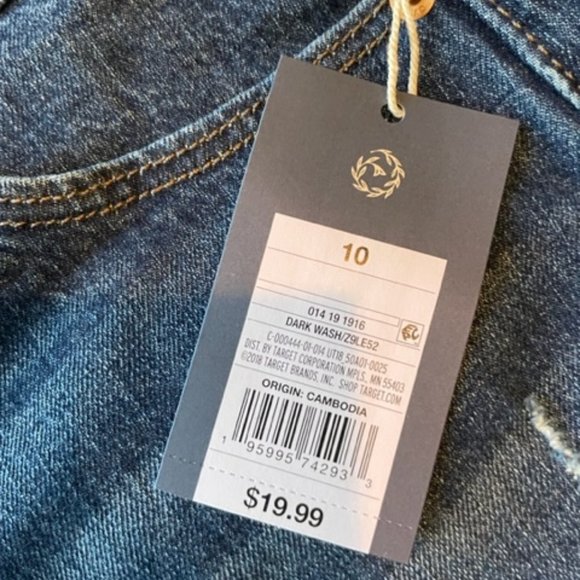 10
014 19 1916
DARK WASH/Z9LE52
C-000444-01-014 UT18 50A01-0025
DIST. BY TARGET CORPORATION MPLS, MN 55403
©2018 TARGET BRANDS, INC. SHOP TARGET.COM
ORIGIN: CAMBODIA
1 95995 74293 3
$19.99